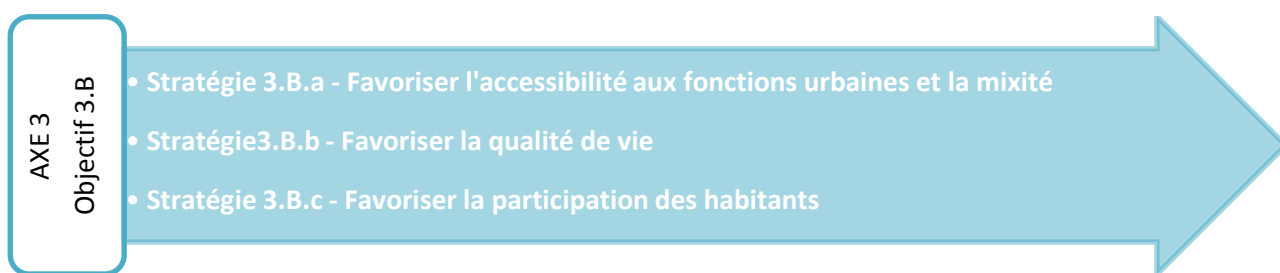 AXE 3
Objectif 3.B
• Stratégie 3.B.a - Favoriser l'accessibilité aux fonctions urbaines et la mixité
• Stratégie3.B.b - Favoriser la qualité de vie
• Stratégie 3.B.c - Favoriser la participation des habitants